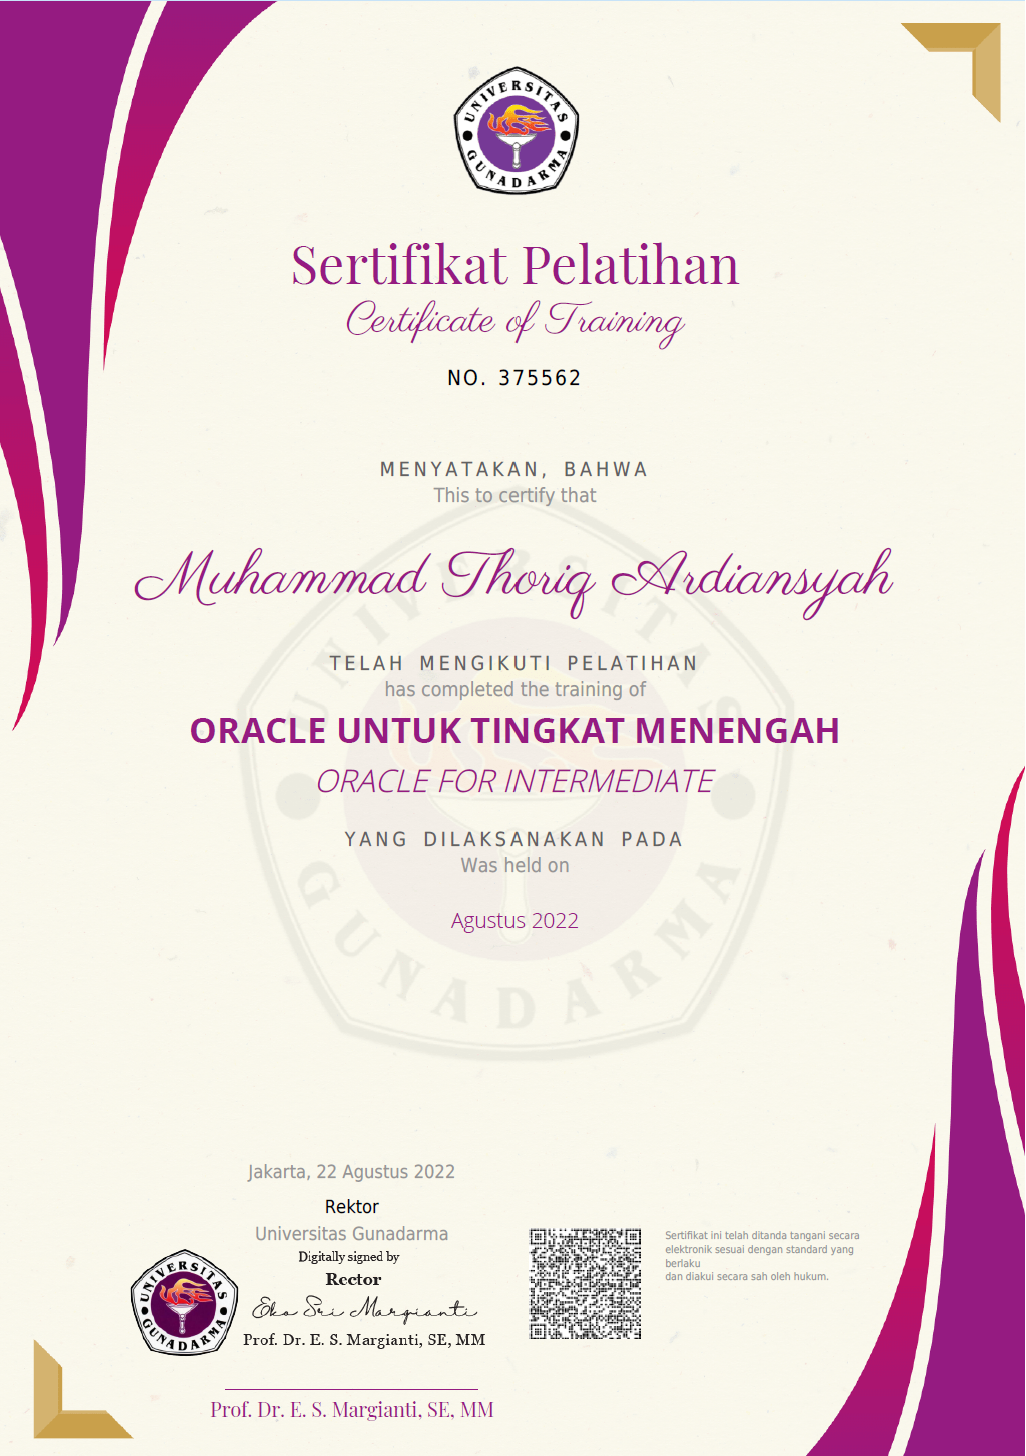 UNIVERSITAS
GUNADARMA
Sertifikat Pelatihan
Certificate of Training
NO. 375562
MENYATAKAN, BAHWA
This to certify that
Muhammad Thoriq Ardiansyah
UNIVERSITAS
TELAH MENGIKUTI PELATIHAN
has completed the training of
ORACLE UNTUK TINGKAT MENENGAH
ORACLE FOR INTERMEDIATE
YANG DILAKSANAKAN PADA
Was held on
Agustus 2022
GUNADARMA
Jakarta, 22 Agustus 2022
Rektor
Universitas Gunadarma
Digitally signed by
Rector
Eko Sri Margianti
Prof. Dr. E. S. Margianti, SE, MM
UNIVERSITAS
GUNADARMA
Prof. Dr. E. S. Margianti, SE, MM
Sertifikat ini telah ditanda tangani secara
elektronik sesuai dengan standard yang
berlaku
dan diakui secara sah oleh hukum.